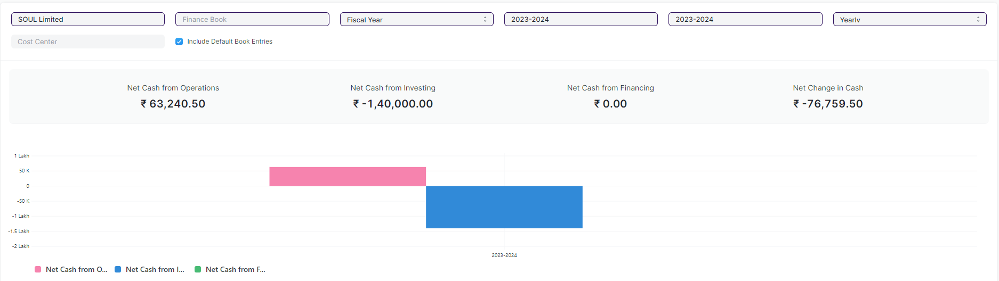 SOUL Limited
Finance Book
Fiscal Year
2023-2024
2023-2024
Yearly
Cost Center
Include Default Book Entries
Net Cash from Operations
Net Cash from Investing
Net Cash from Financing
Net Change in Cash
₹ 63,240.50
₹ -1,40,000.00
₹ 0.00
₹ -76,759.50
1 Lakh
50 K
0
-50 K
-1 Lakh
-1.5 Lakh
-2 Lakh
2023-2024
Net Cash from O...
Net Cash from I...
Net Cash from F...